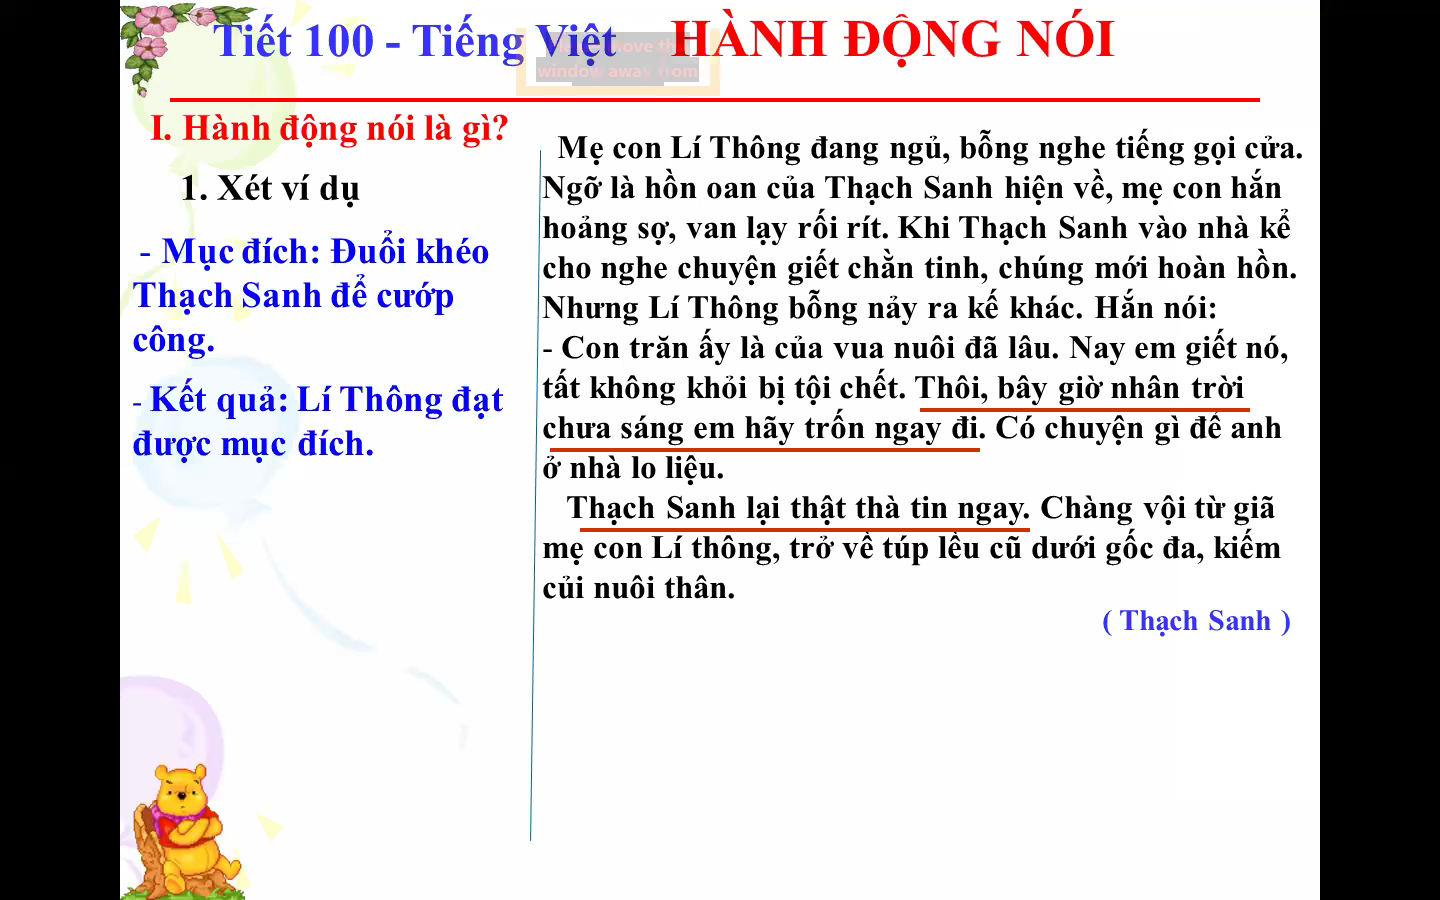 Tiết 100 - Tiếng Việt HÀNH ĐỘNG NÓI
window away from
I. Hành động nói là gì?
1. Xét ví dụ
- Mục đích: Đuổi khéo
Thạch Sanh để cướp
công.
- Kết quả: Lí Thông đạt
được mục đích.
Mẹ con Lí Thông đang ngủ, bỗng nghe tiếng gọi cửa.
Ngỡ là hồn oan của Thạch Sanh hiện về, mẹ con hắn
hoảng sợ, van lạy rối rít. Khi Thạch Sanh vào nhà kể
cho nghe chuyện giết chằn tinh, chúng mới hoàn hồn.
Nhưng Lí Thông bỗng nảy ra kế khác. Hắn nói:
- Con trăn ấy là của vua nuôi đã lâu. Nay em giết nó,
tất không khỏi bị tội chết. Thôi, bây giờ nhân trời
chưa sáng em hãy trốn ngay đi. Có chuyện gì để anh
ở nhà lo liệu.
Thạch Sanh lại thật thà tin ngay. Chàng vội từ giã
mẹ con Lí thông, trở về túp lều cũ dưới gốc đa, kiếm
củi nuôi thân.
( Thạch Sanh )